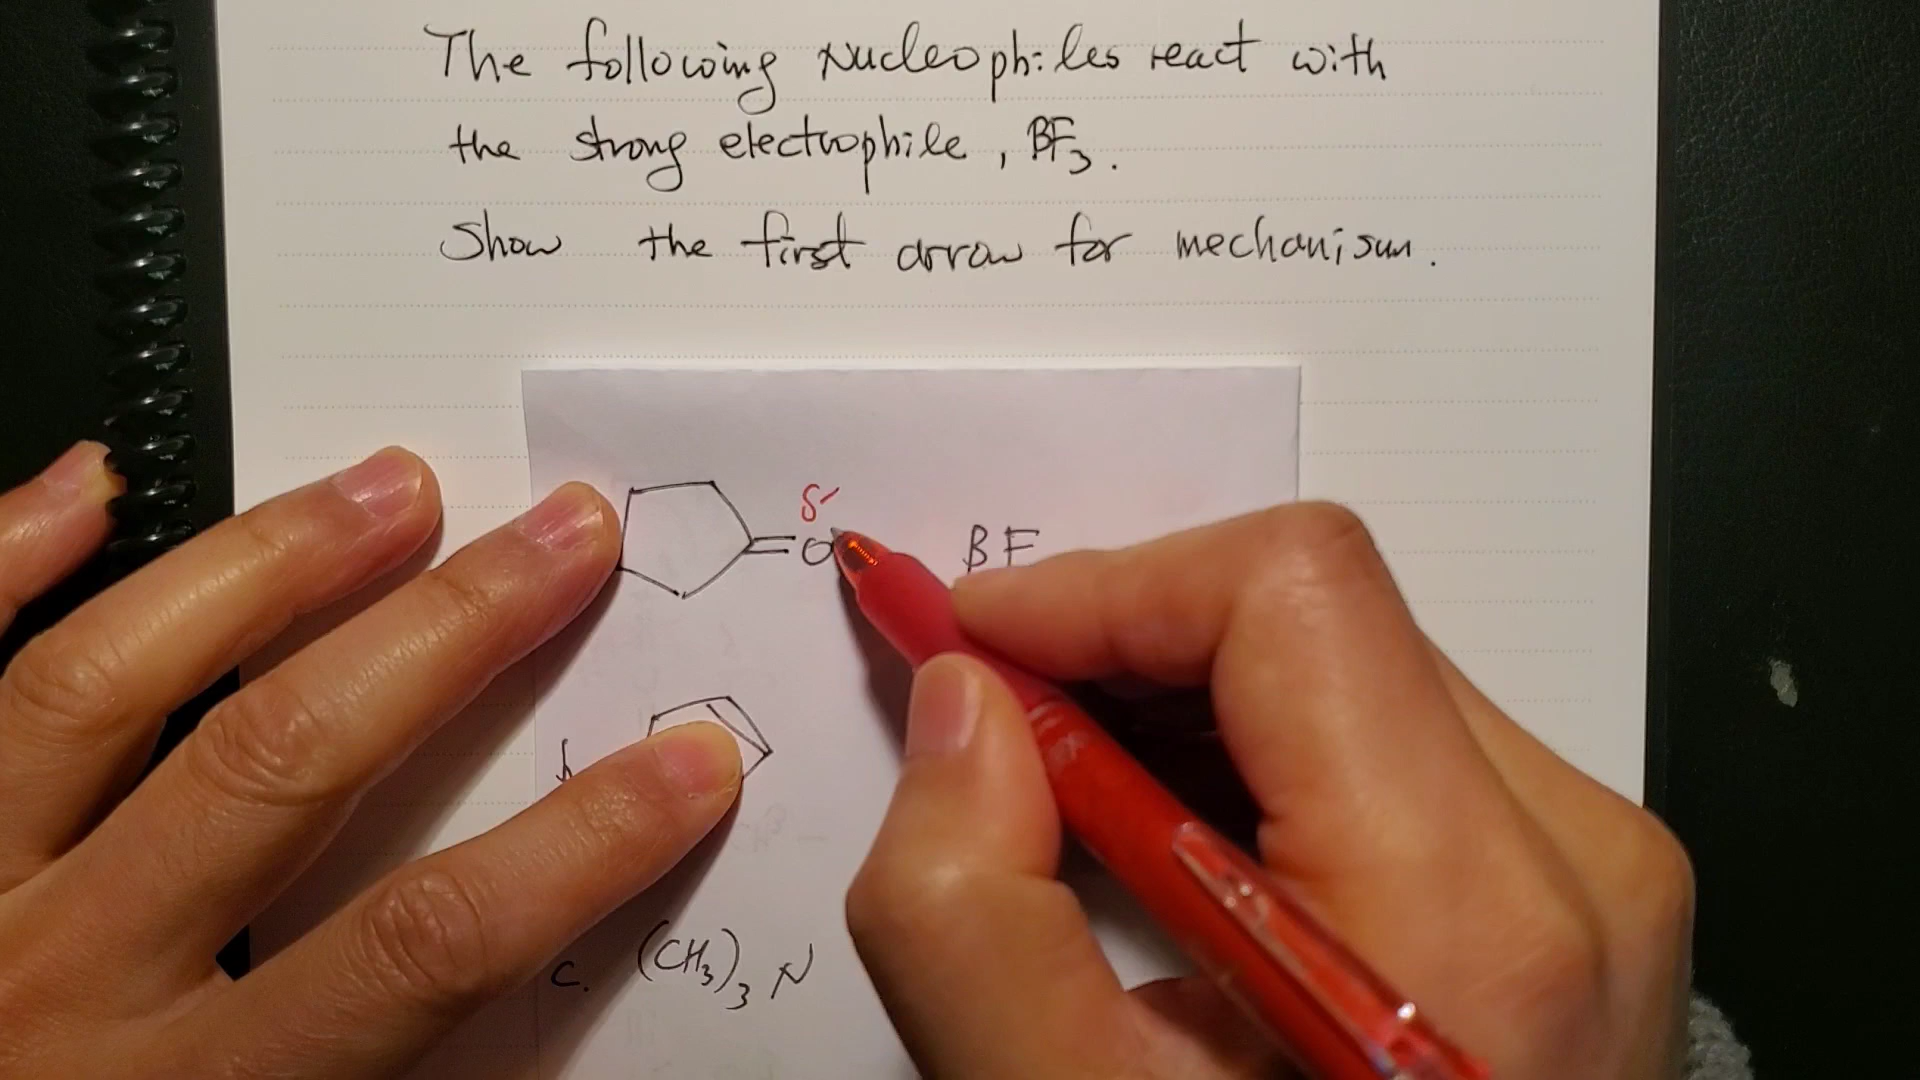 The following Nucleophiles react with
the strong electrophile, BF3.
Show the first arrow for mechanism.
δ-
O BF
b
c. (CH3)3 N